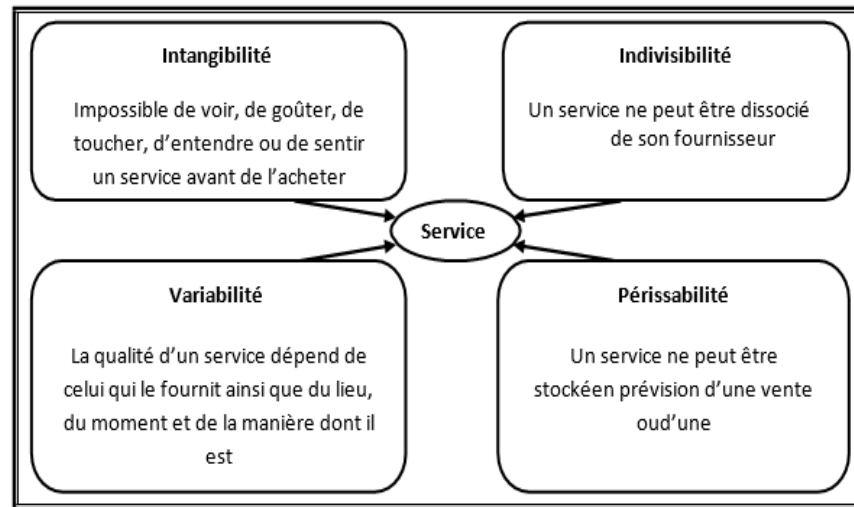 Intangibilité
Impossible de voir, de goûter, de
toucher, d'entendre ou de sentir
un service avant de l'acheter
Indivisibilité
Un service ne peut être dissocié
de son fournisseur
Service
Variabilité
La qualité d'un service dépend de
celui qui le fournit ainsi que du lieu,
du moment et de la manière dont il
est
Périssabilité
Un service ne peut être
stockéen prévision d'une vente
oud'une